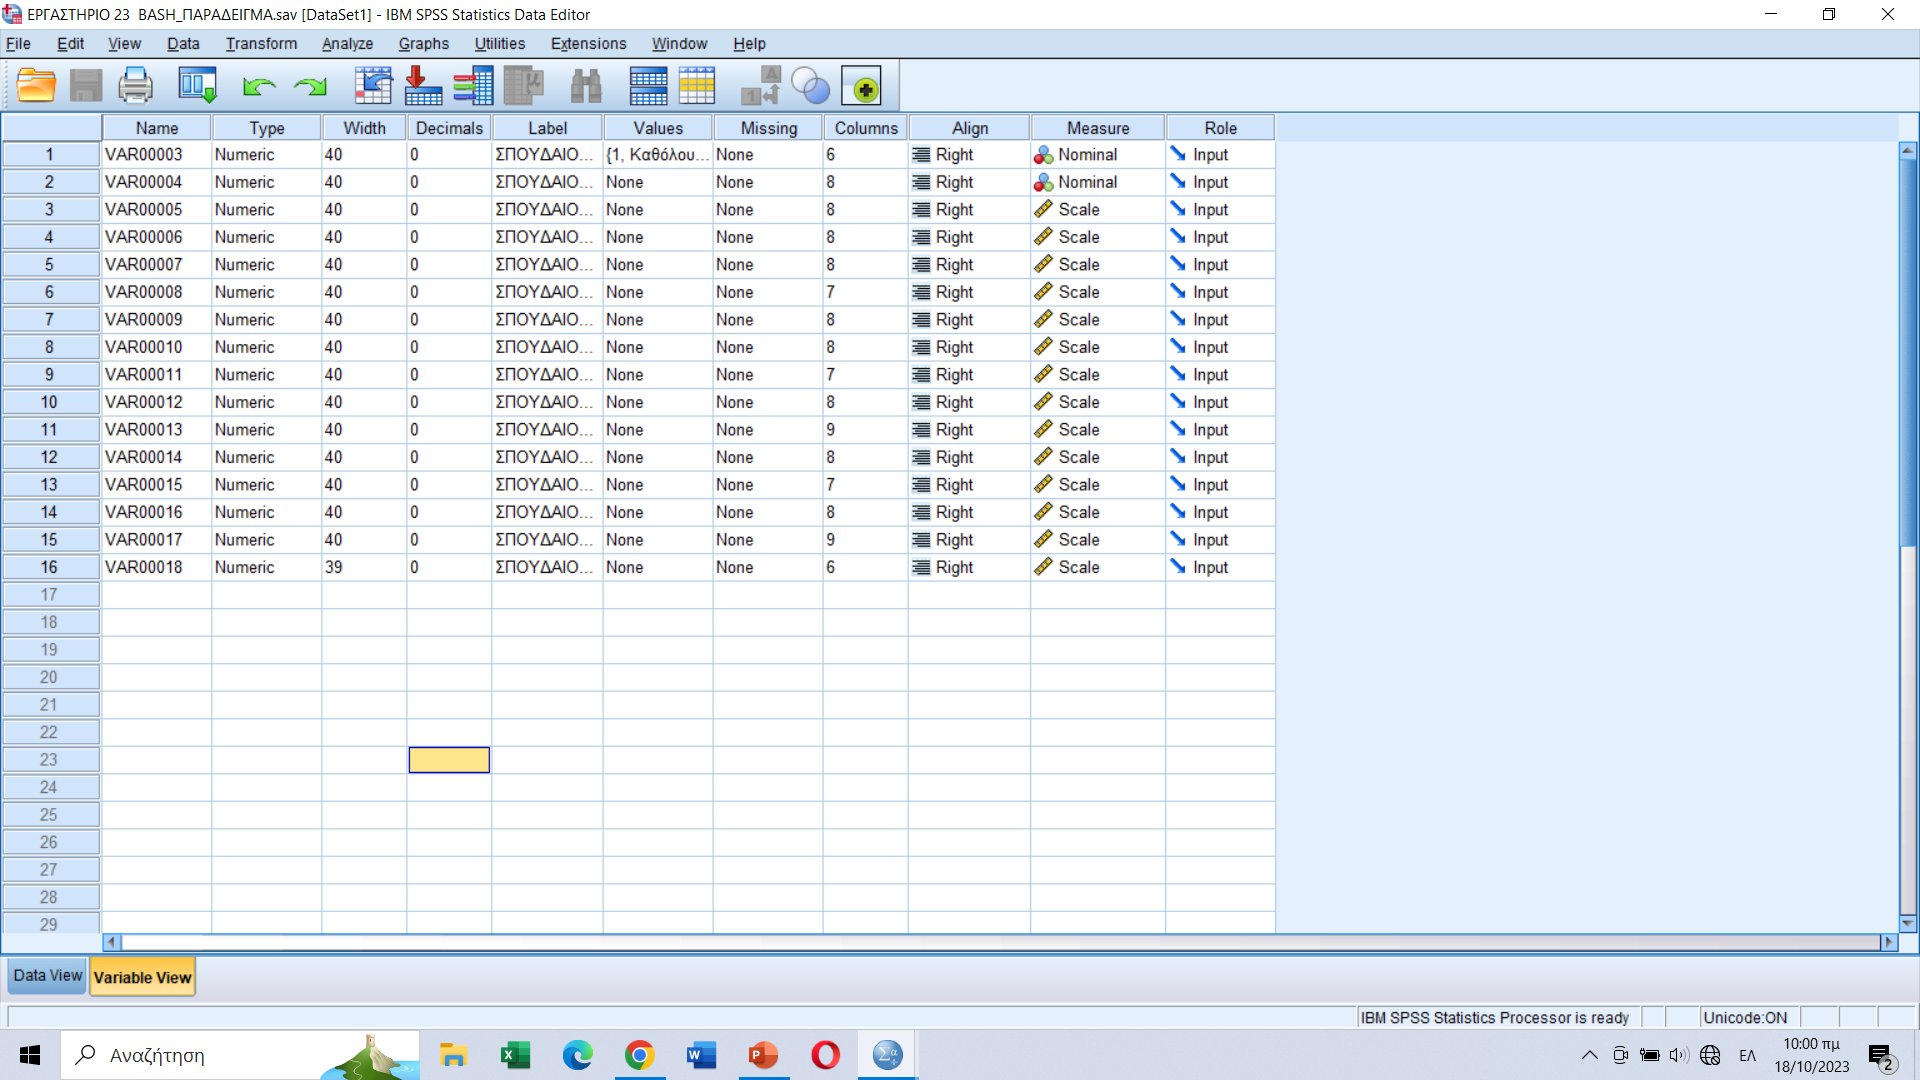 ΕΡΓΑΣΤΗΡΙΟ 23  BASH_ΠΑΡΑΔΕΙΓΜΑ.sav [DataSet1] - IBM SPSS Statistics Data Editor
File Edit View Data Transform Analyze Graphs Utilities Extensions Window Help
Name Type Width Decimals Label Values Missing Columns Align Measure Role
1 VAR00003 Numeric 40 0 ΣΠΟΥΔΑΙΟ... {1, Καθόλου... None 6 Right Nominal Input
2 VAR00004 Numeric 40 0 ΣΠΟΥΔΑΙΟ... None None 8 Right Nominal Input
3 VAR00005 Numeric 40 0 ΣΠΟΥΔΑΙΟ... None None 8 Right Scale Input
4 VAR00006 Numeric 40 0 ΣΠΟΥΔΑΙΟ... None None 8 Right Scale Input
5 VAR00007 Numeric 40 0 ΣΠΟΥΔΑΙΟ... None None 8 Right Scale Input
6 VAR00008 Numeric 40 0 ΣΠΟΥΔΑΙΟ... None None 7 Right Scale Input
7 VAR00009 Numeric 40 0 ΣΠΟΥΔΑΙΟ... None None 8 Right Scale Input
8 VAR00010 Numeric 40 0 ΣΠΟΥΔΑΙΟ... None None 8 Right Scale Input
9 VAR00011 Numeric 40 0 ΣΠΟΥΔΑΙΟ... None None 7 Right Scale Input
10 VAR00012 Numeric 40 0 ΣΠΟΥΔΑΙΟ... None None 8 Right Scale Input
11 VAR00013 Numeric 40 0 ΣΠΟΥΔΑΙΟ... None None 9 Right Scale Input
12 VAR00014 Numeric 40 0 ΣΠΟΥΔΑΙΟ... None None 8 Right Scale Input
13 VAR00015 Numeric 40 0 ΣΠΟΥΔΑΙΟ... None None 7 Right Scale Input
14 VAR00016 Numeric 40 0 ΣΠΟΥΔΑΙΟ... None None 8 Right Scale Input
15 VAR00017 Numeric 40 0 ΣΠΟΥΔΑΙΟ... None None 9 Right Scale Input
16 VAR00018 Numeric 39 0 ΣΠΟΥΔΑΙΟ... None None 6 Right Scale Input
17
18
19
20
21
22
23
24
25
26
27
28
29
Data View Variable View
IBM SPSS Statistics Processor is ready Unicode:ON
Αναζήτηση ΕΛ 10:00 πμ
18/10/2023 2